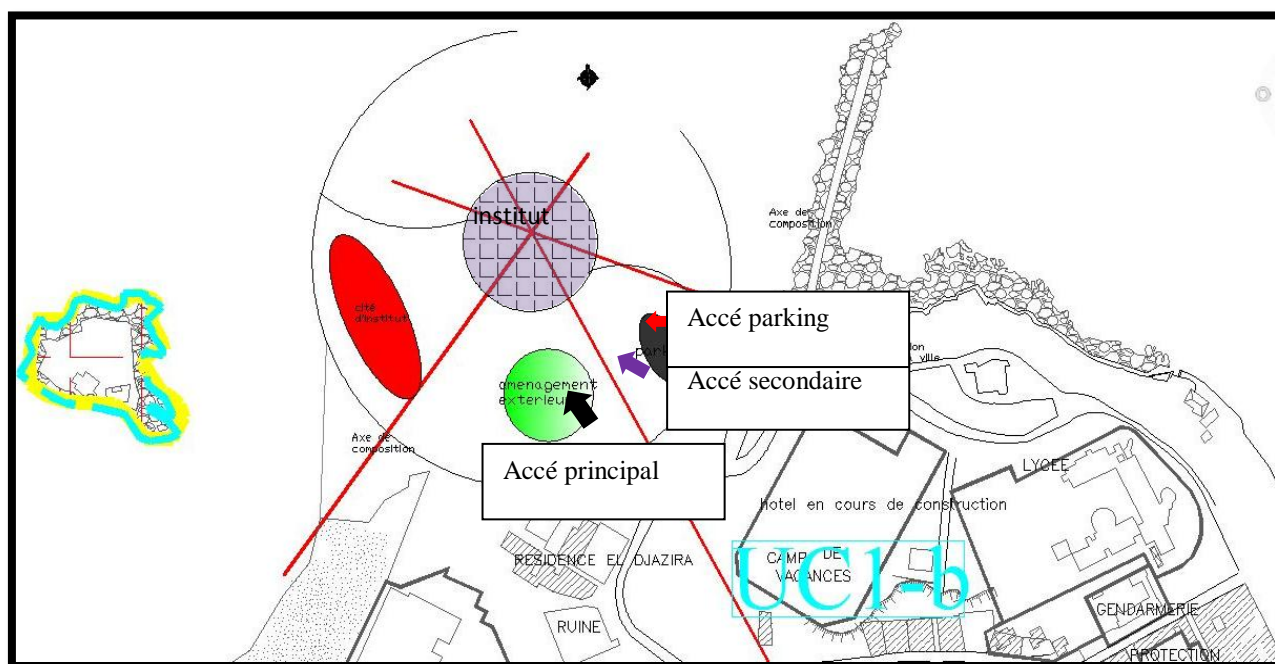 institut
Axe de
composition
cité
d'institut
Accé parking
Accé secondaire
amenagement
exterieur
Axe de
composition
Accé principal
LYCEE
hotel en cours de construction
RESIDENCE EL DJAZIRA
CAMP DE
VACANCES
UC1-b
GENDARMERIE
RUINE
PROTECTION